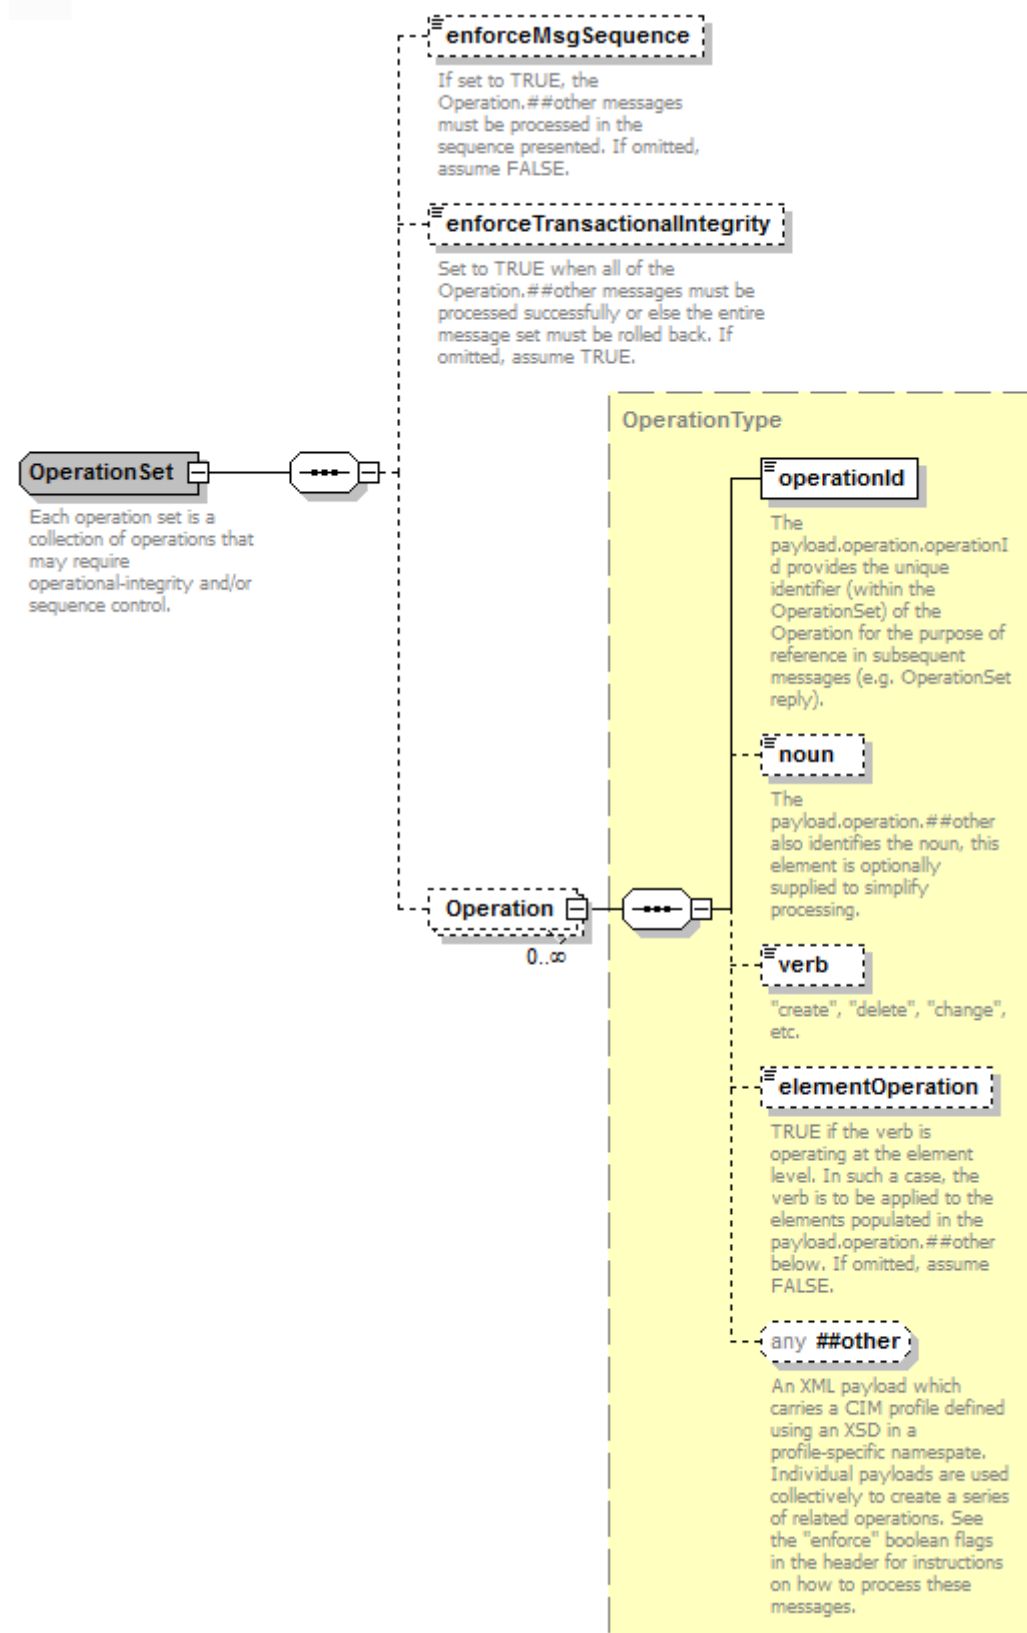 enforceMsgSequence
If set to TRUE, the
Operation.##other messages
must be processed in the
sequence presented. If omitted,
assume FALSE.
enforceTransactionalIntegrity
Set to TRUE when all of the
Operation.##other messages must be
processed successfully or else the entire
message set must be rolled back. If
omitted, assume TRUE.
OperationSet
Each operation set is a
collection of operations that
may require
operational-integrity and/or
sequence control.
Operation
0..∞
OperationType
operationId
The
payload.operation.operationI
d provides the unique
identifier (within the
OperationSet) of the
Operation for the purpose of
reference in subsequent
messages (e.g. OperationSet
reply).
noun
The
payload.operation.##other
also identifies the noun, this
element is optionally
supplied to simplify
processing.
verb
"create", "delete", "change",
etc.
elementOperation
TRUE if the verb is
operating at the element
level. In such a case, the
verb is to be applied to the
elements populated in the
payload.operation.##other
below. If omitted, assume
FALSE.
any ##other
An XML payload which
carries a CIM profile defined
using an XSD in a
profile-specific namespate.
Individual payloads are used
collectively to create a series
of related operations. See
the "enforce" boolean flags
in the header for instructions
on how to process these
messages.